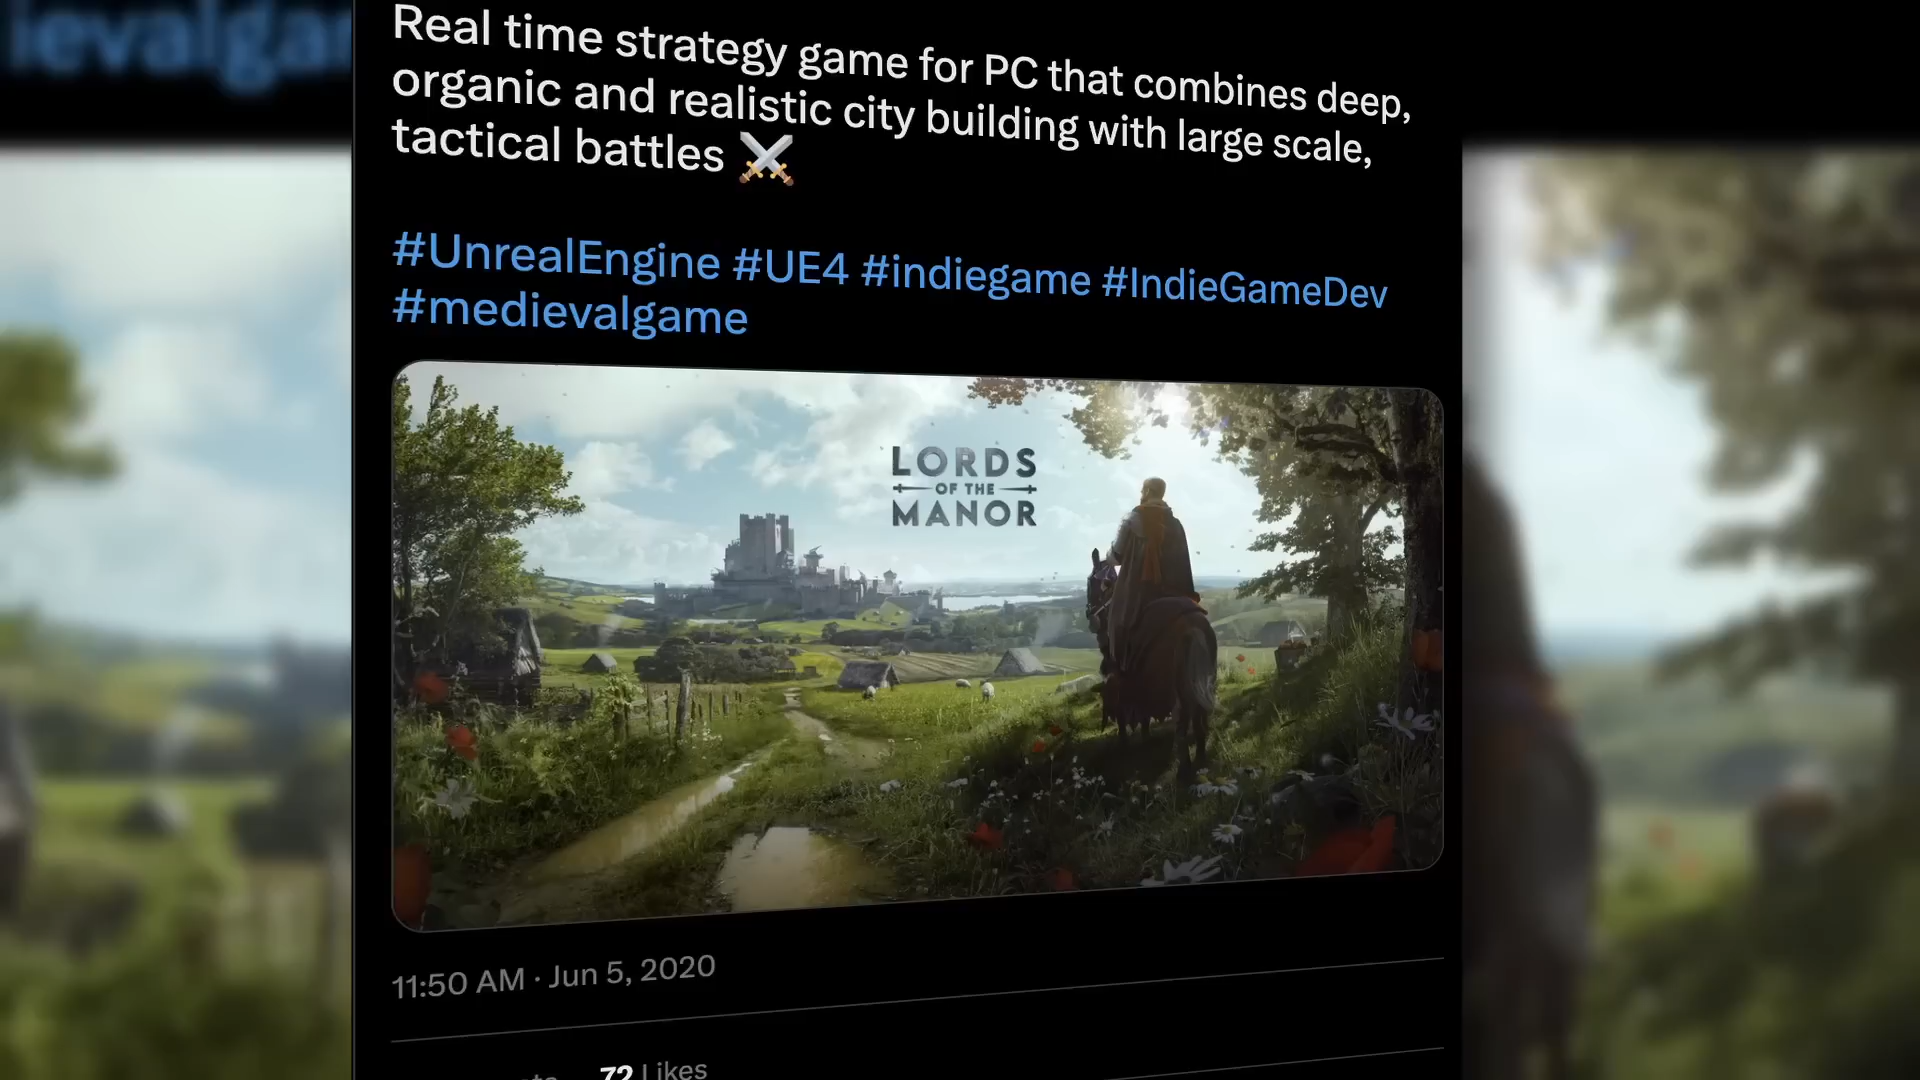 ievalgam
Real time strategy game for PC that combines deep,
organic and realistic city building with large scale,
tactical battles ⚔️
#UnrealEngine #UE4 #indiegame #IndieGameDev
#medievalgame
LORDS
OF THE
MANOR
11:50 AM · Jun 5, 2020
72 Likes